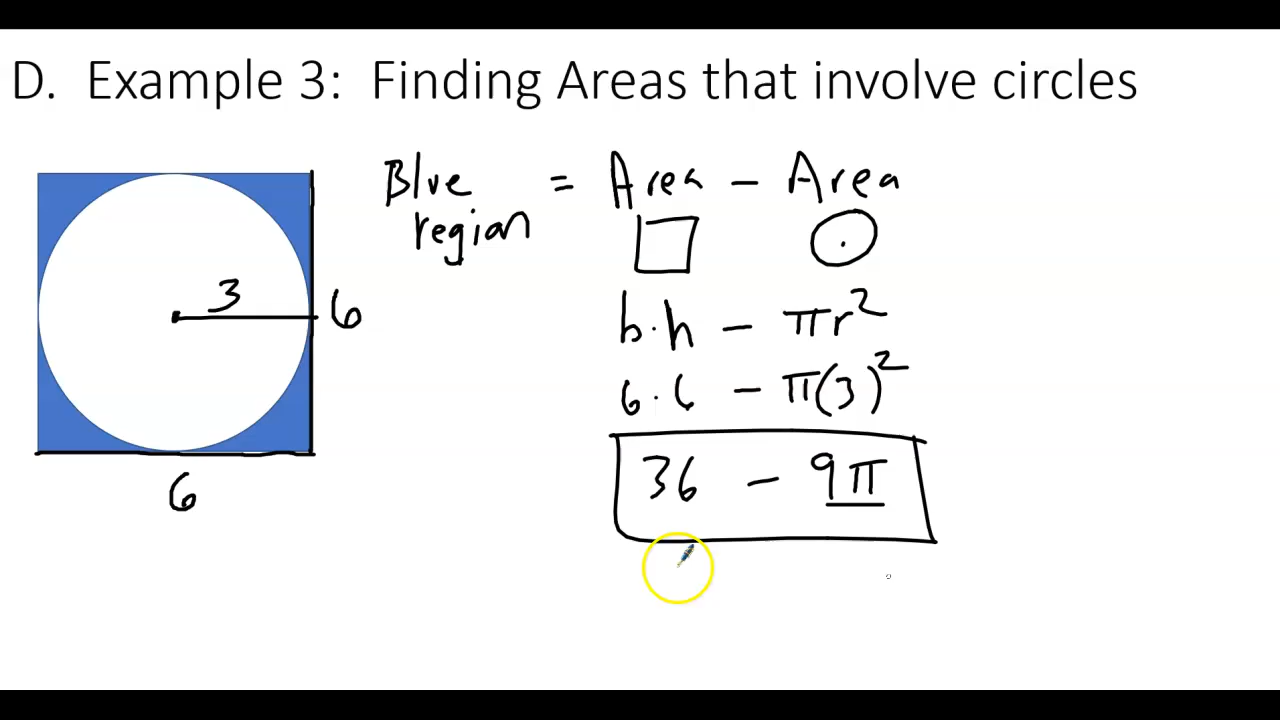 D. Example 3: Finding Areas that involve circles
Blue = Area - Area
region
3
6
b·h - πr²
6·6 - π(3)²
36 - 9π
6